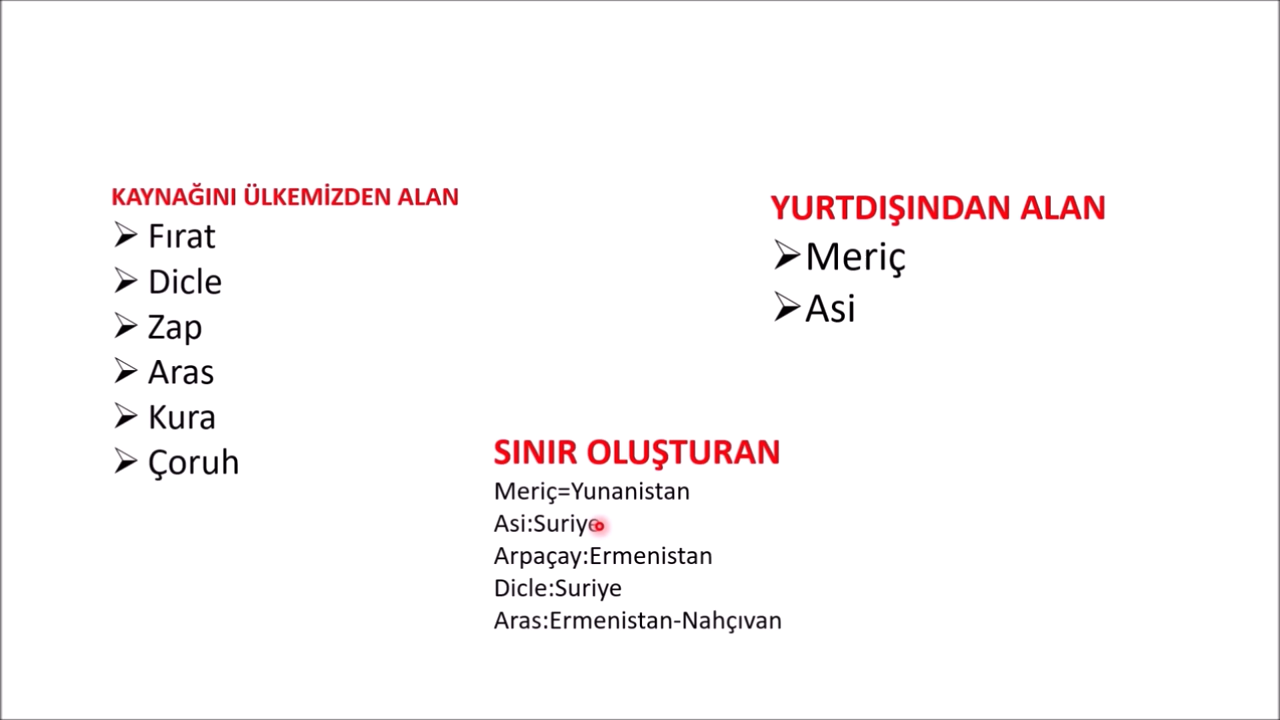 KAYNAĞINI ÜLKEMİZDEN ALAN
Fırat
Dicle
Zap
Aras
Kura
Çoruh
YURTDIŞINDAN ALAN
Meriç
Asi
SINIR OLUŞTURAN
Meriç=Yunanistan
Asi:Suriye
Arpaçay:Ermenistan
Dicle:Suriye
Aras:Ermenistan-Nahçıvan